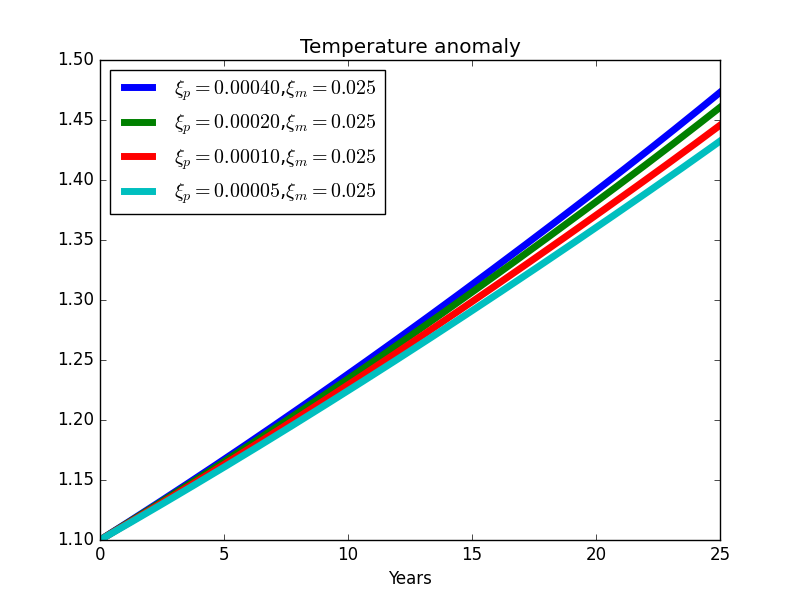 Temperature anomaly
1.50
1.45
1.40
1.35
1.30
1.25
1.20
1.15
1.10
ξ_p = 0.00040,ξ_m = 0.025
ξ_p = 0.00020,ξ_m = 0.025
ξ_p = 0.00010,ξ_m = 0.025
ξ_p = 0.00005,ξ_m = 0.025
0 5 10 15 20 25
Years